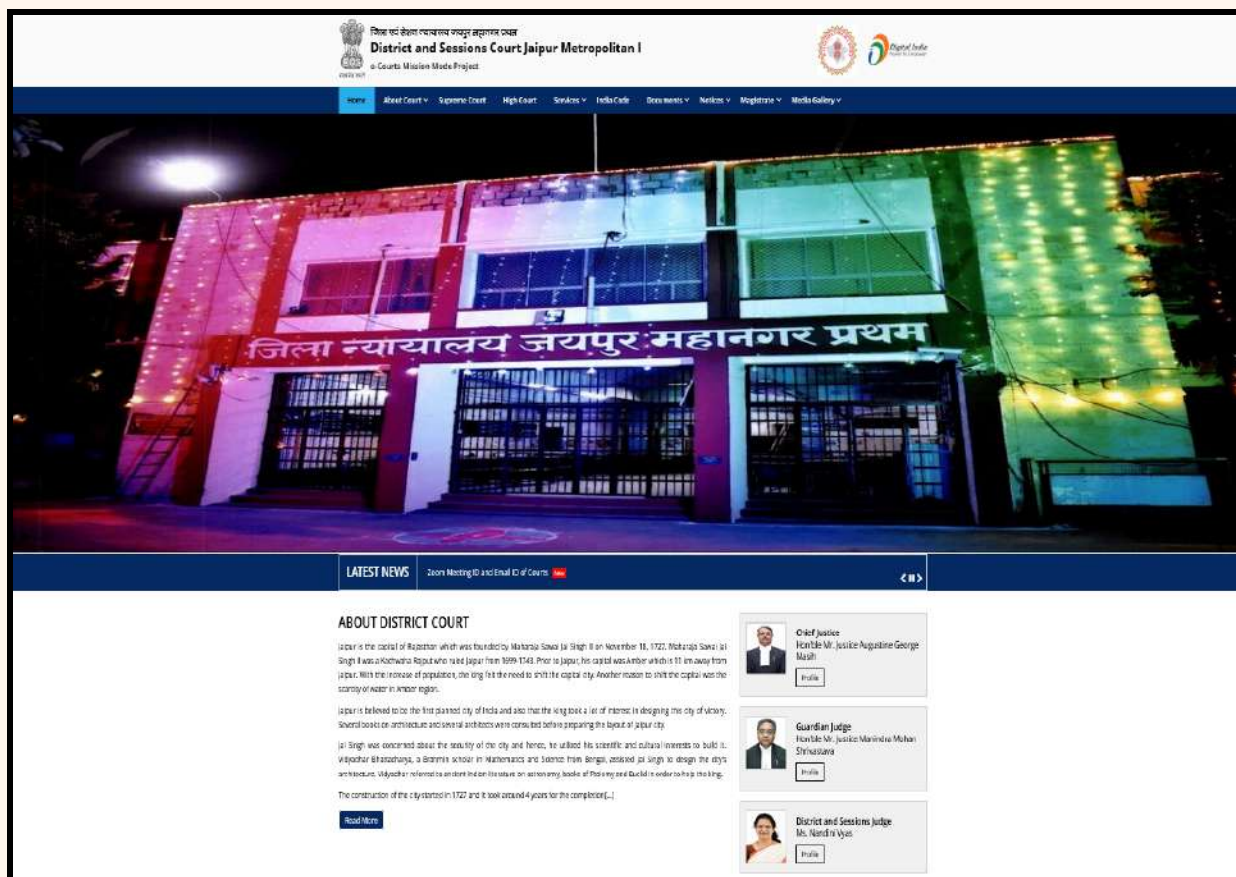 जिला एवं सेशन न्यायालय जयपुर महानगर प्रथम
District and Sessions Court Jaipur Metropolitan I
e-Courts Mission Mode Project
Digital India
Home About Court Supreme Court High Court Services India Code Documents Notices Magistrate Media Gallery
जिला न्यायालय जयपुर महानगर प्रथम
LATEST NEWS Zoom Meeting ID and Email ID of Courts New
ABOUT DISTRICT COURT
Jaipur is the capital of Rajasthan which was founded by Maharaja Sawai Jai Singh II on November 18, 1727. Maharaja Sawai Jai
Singh II was a Kachwaha Rajput who ruled Jaipur from 1699-1743. Prior to Jaipur, his capital was Amber which is 11 km away from
Jaipur. With the increase of population, the king felt the need to shift the capital city. Another reason to shift the capital was the
scarcity of water in Amber region.
Jaipur is believed to be the first planned city of India and also that the king took a lot of interest in designing this city of victory.
Several books on architecture and several architects were consulted before preparing the layout of Jaipur city.
Jai Singh was concerned about the security of the city and hence, he utilised his scientific and cultural interests to build it.
Vidyadhar Bhattacharya, a Brahmin scholar in Mathematics and Science from Bengal, assisted Jai Singh to design the city's
architecture. Vidyadhar referred to ancient Indian literature on astronomy, books of Ptolemy and Euclid in order to help the king.
The construction of the city started in 1727 and it took around 4 years for the completion[...]
Read More
Chief Justice
Hon'ble Mr. Justice Augustine George
Masih
Profile
Guardian Judge
Hon'ble Mr. Justice Manindra Mohan
Shrivastava
Profile
District and Sessions Judge
Ms. Nandini Vyas
Profile